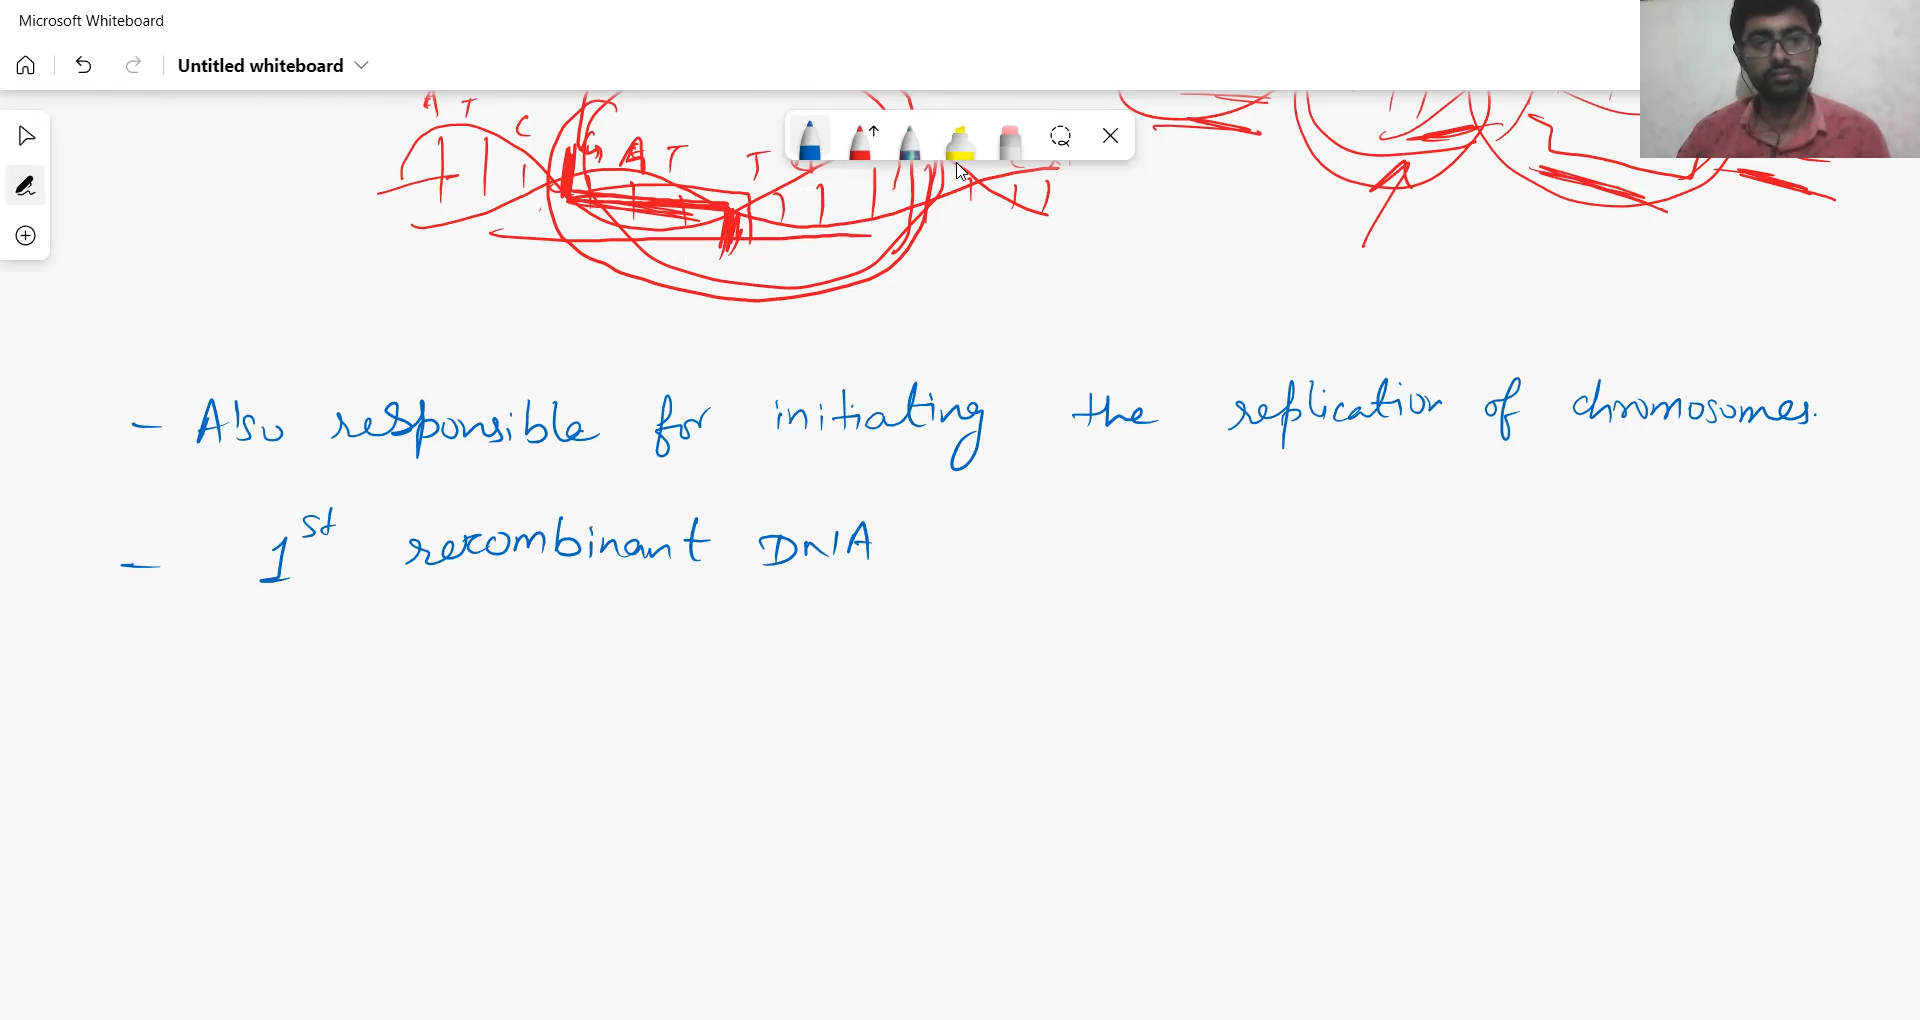 Microsoft Whiteboard
Untitled whiteboard
A T C G A T T
- Also responsible for initiating the replication of chromosomes.
- 1st recombinant DNA